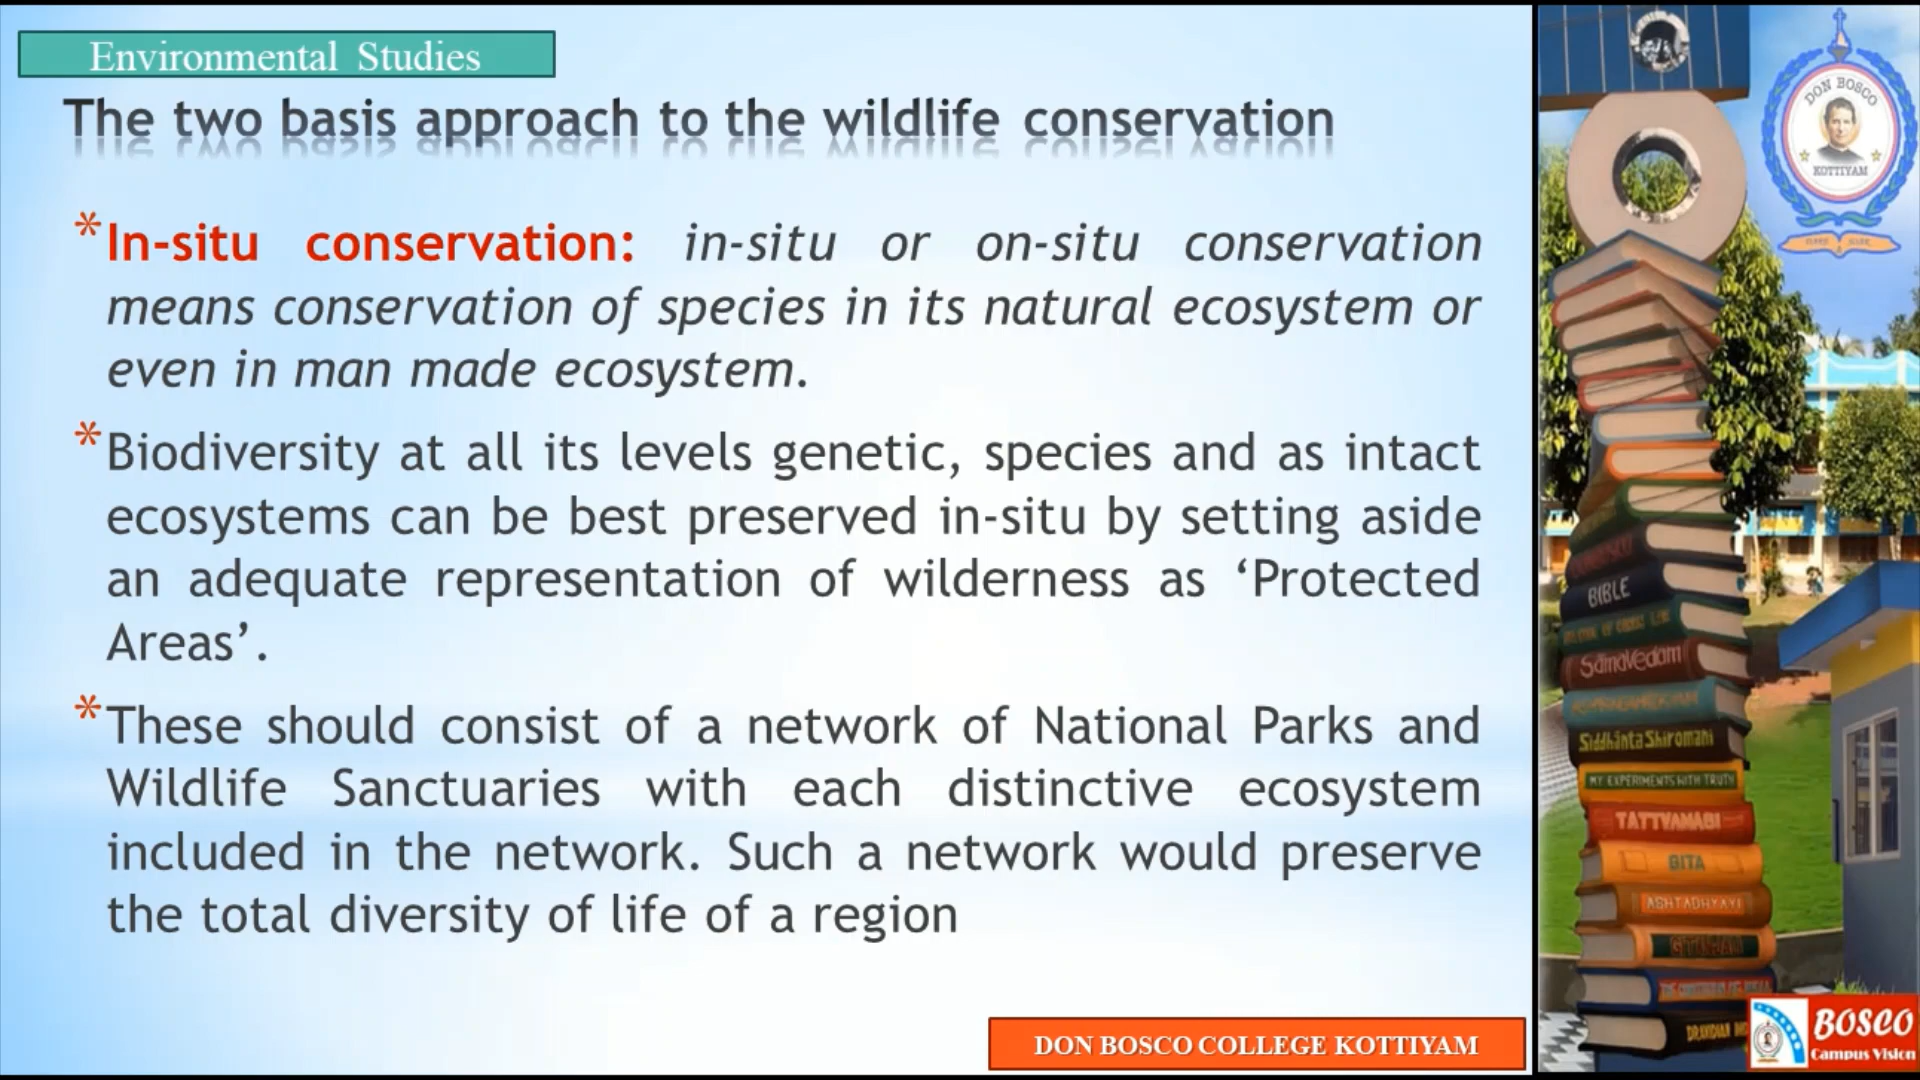 Environmental Studies
The two basis approach to the wildlife conservation
*In-situ conservation: in-situ or on-situ conservation
means conservation of species in its natural ecosystem or
even in man made ecosystem.
*Biodiversity at all its levels genetic, species and as intact
ecosystems can be best preserved in-situ by setting aside
an adequate representation of wilderness as ‘Protected
Areas’.
*These should consist of a network of National Parks and
Wildlife Sanctuaries with each distinctive ecosystem
included in the network. Such a network would preserve
the total diversity of life of a region
DON BOSCO COLLEGE KOTTIYAM
DON BOSCO
KOTTIYAM
BIBLE
SamaVedam
Siddhanta Shiromani
MY EXPERIMENTS WITH TRUTH
TATTVAMASI
GITA
ASHTADHYAYI
BOSCO
Campus Vision